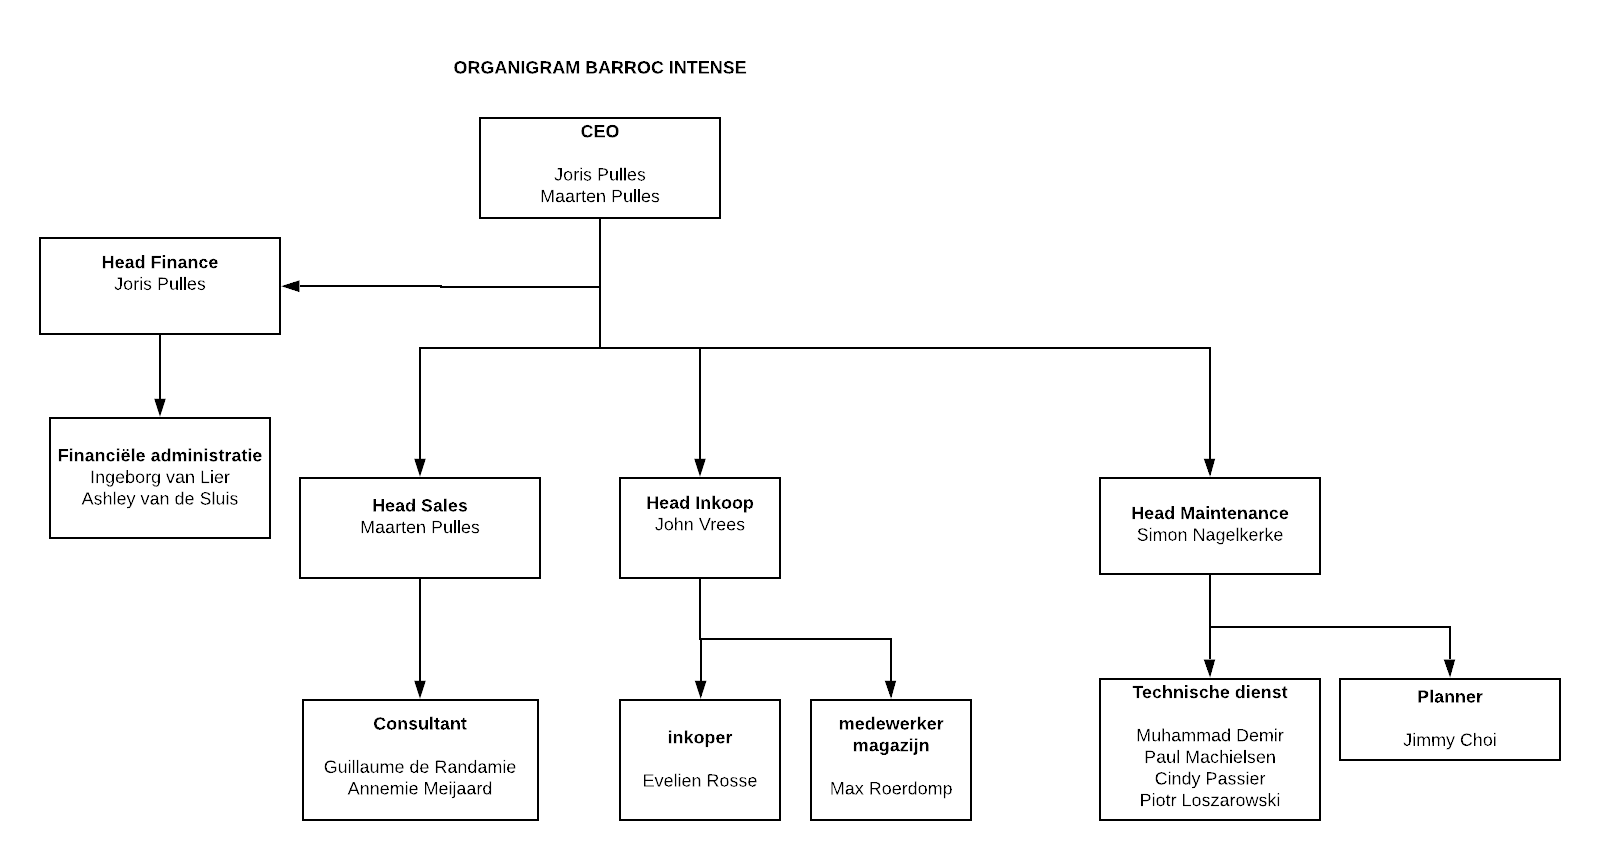 ORGANIGRAM BARROC INTENSE
CEO
Joris Pulles
Maarten Pulles
Head Finance
Joris Pulles
Financiële administratie
Ingeborg van Lier
Ashley van de Sluis
Head Sales
Maarten Pulles
Head Inkoop
John Vrees
Head Maintenance
Simon Nagelkerke
Consultant
Guillaume de Randamie
Annemie Meijaard
inkoper
Evelien Rosse
medewerker
magazijn
Max Roerdomp
Technische dienst
Muhammad Demir
Paul Machielsen
Cindy Passier
Piotr Loszarowski
Planner
Jimmy Choi